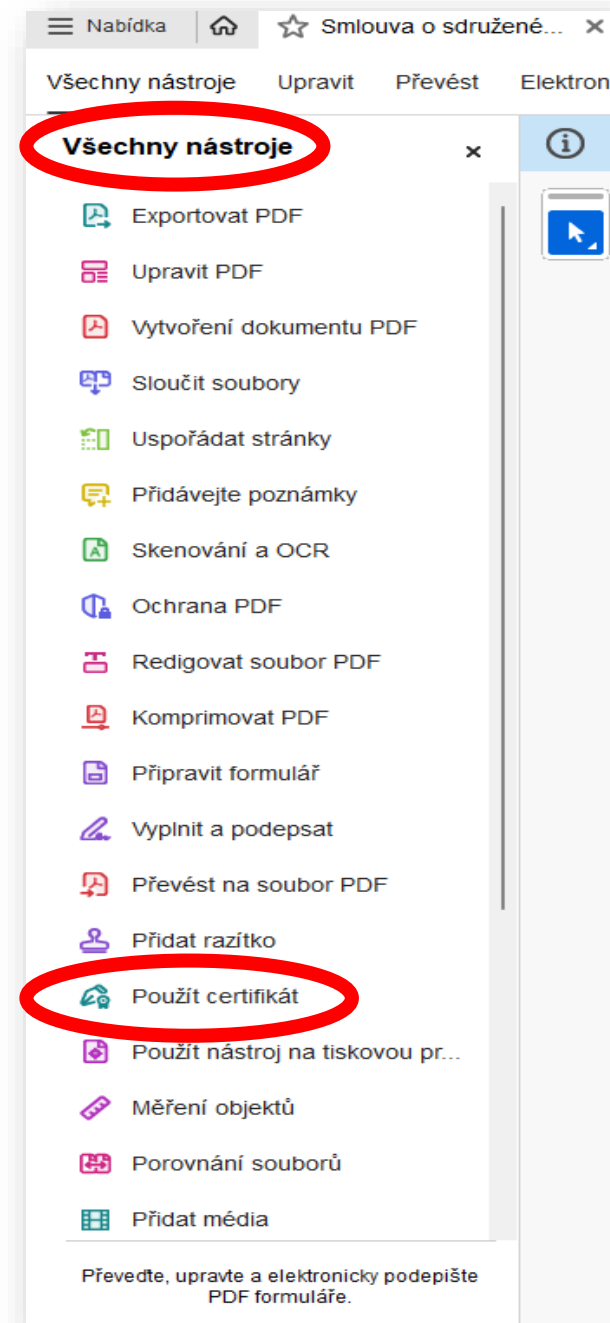 Nabídka
Smlouva o sdružené...
Všechny nástroje Upravit Převést Elektron
Všechny nástroje
Exportovat PDF
Upravit PDF
Vytvoření dokumentu PDF
Sloučit soubory
Uspořádat stránky
Přidávejte poznámky
Skenování a OCR
Ochrana PDF
Redigovat soubor PDF
Komprimovat PDF
Připravit formulář
Vyplnit a podepsat
Převést na soubor PDF
Přidat razítko
Použít certifikát
Použít nástroj na tiskovou pr...
Měření objektů
Porovnání souborů
Přidat média
Převeďte, upravte a elektronicky podepište
PDF formuláře.